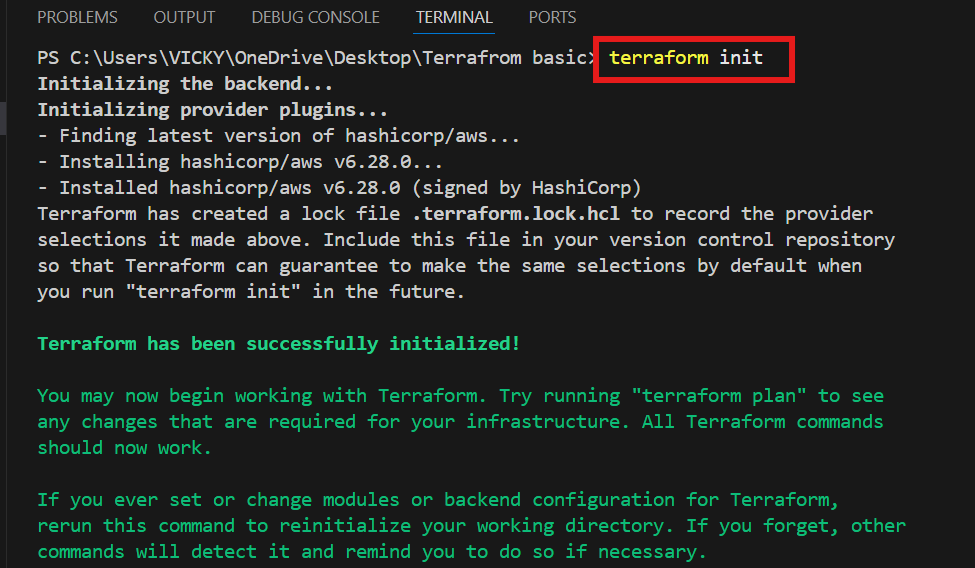 PROBLEMS OUTPUT DEBUG CONSOLE TERMINAL PORTS
PS C:\Users\VICKY\OneDrive\Desktop\Terrafrom basic> terraform init
Initializing the backend...
Initializing provider plugins...
- Finding latest version of hashicorp/aws...
- Installing hashicorp/aws v6.28.0...
- Installed hashicorp/aws v6.28.0 (signed by HashiCorp)
Terraform has created a lock file .terraform.lock.hcl to record the provider
selections it made above. Include this file in your version control repository
so that Terraform can guarantee to make the same selections by default when
you run "terraform init" in the future.
Terraform has been successfully initialized!
You may now begin working with Terraform. Try running "terraform plan" to see
any changes that are required for your infrastructure. All Terraform commands
should now work.
If you ever set or change modules or backend configuration for Terraform,
rerun this command to reinitialize your working directory. If you forget, other
commands will detect it and remind you to do so if necessary.